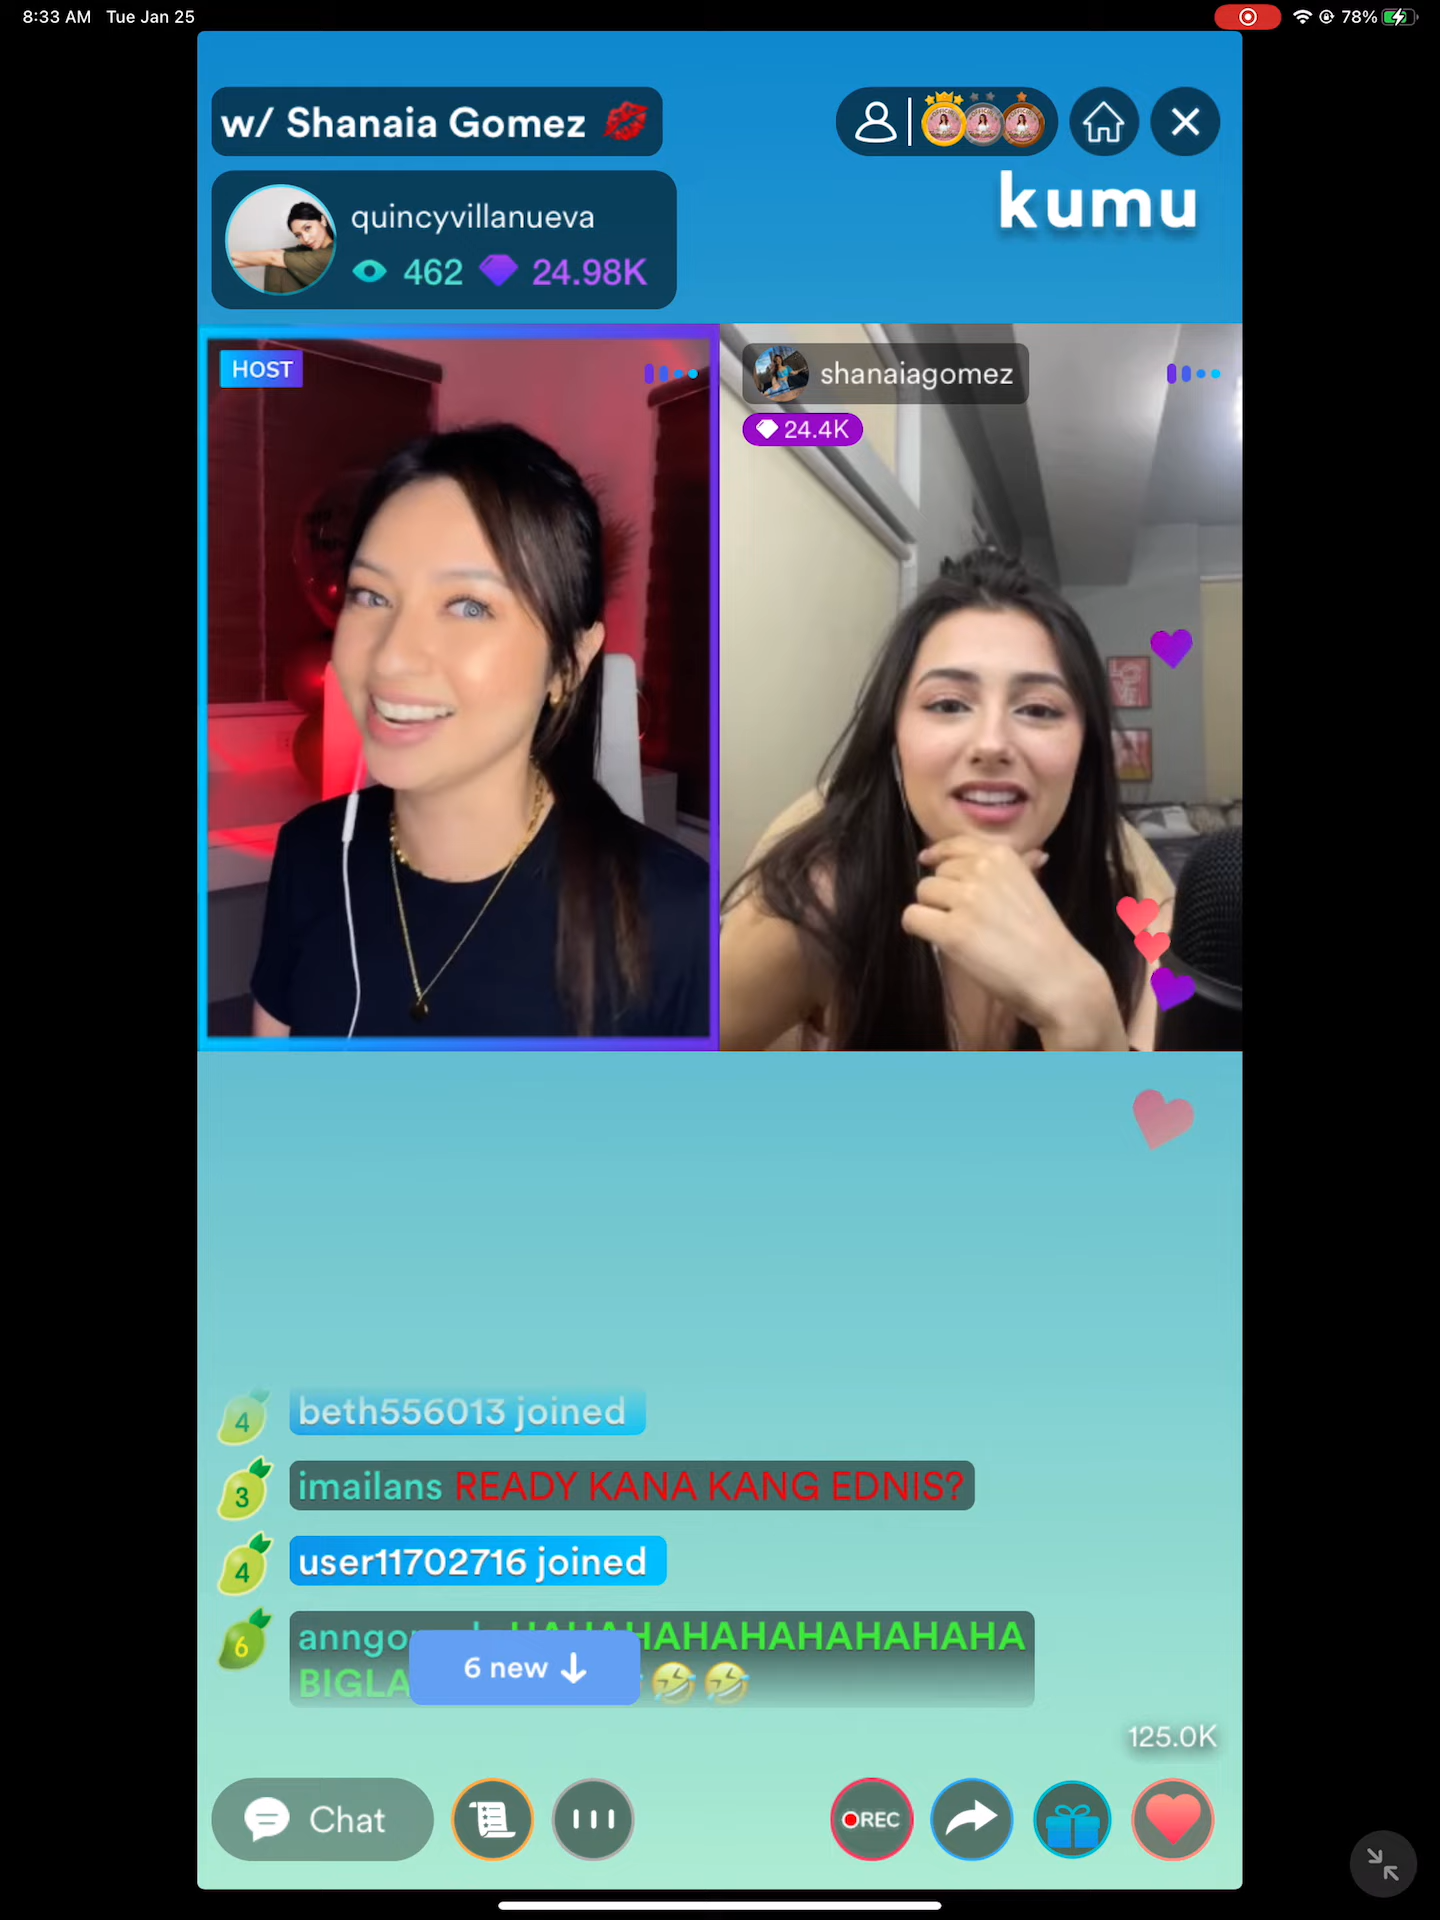 8:33 AM Tue Jan 25
78%
w/ Shanaia Gomez 💋
kumu
quincyvillanueva
462 24.98K
HOST
shanaiagomez
24.4K
4 beth556013 joined
3 imailans READY KANA KANG EDNIS?
4 user11702716 joined
6 HAHAHAHAHAHAHAHA
🤣🤣
6 new ↓
125.0K
Chat
REC